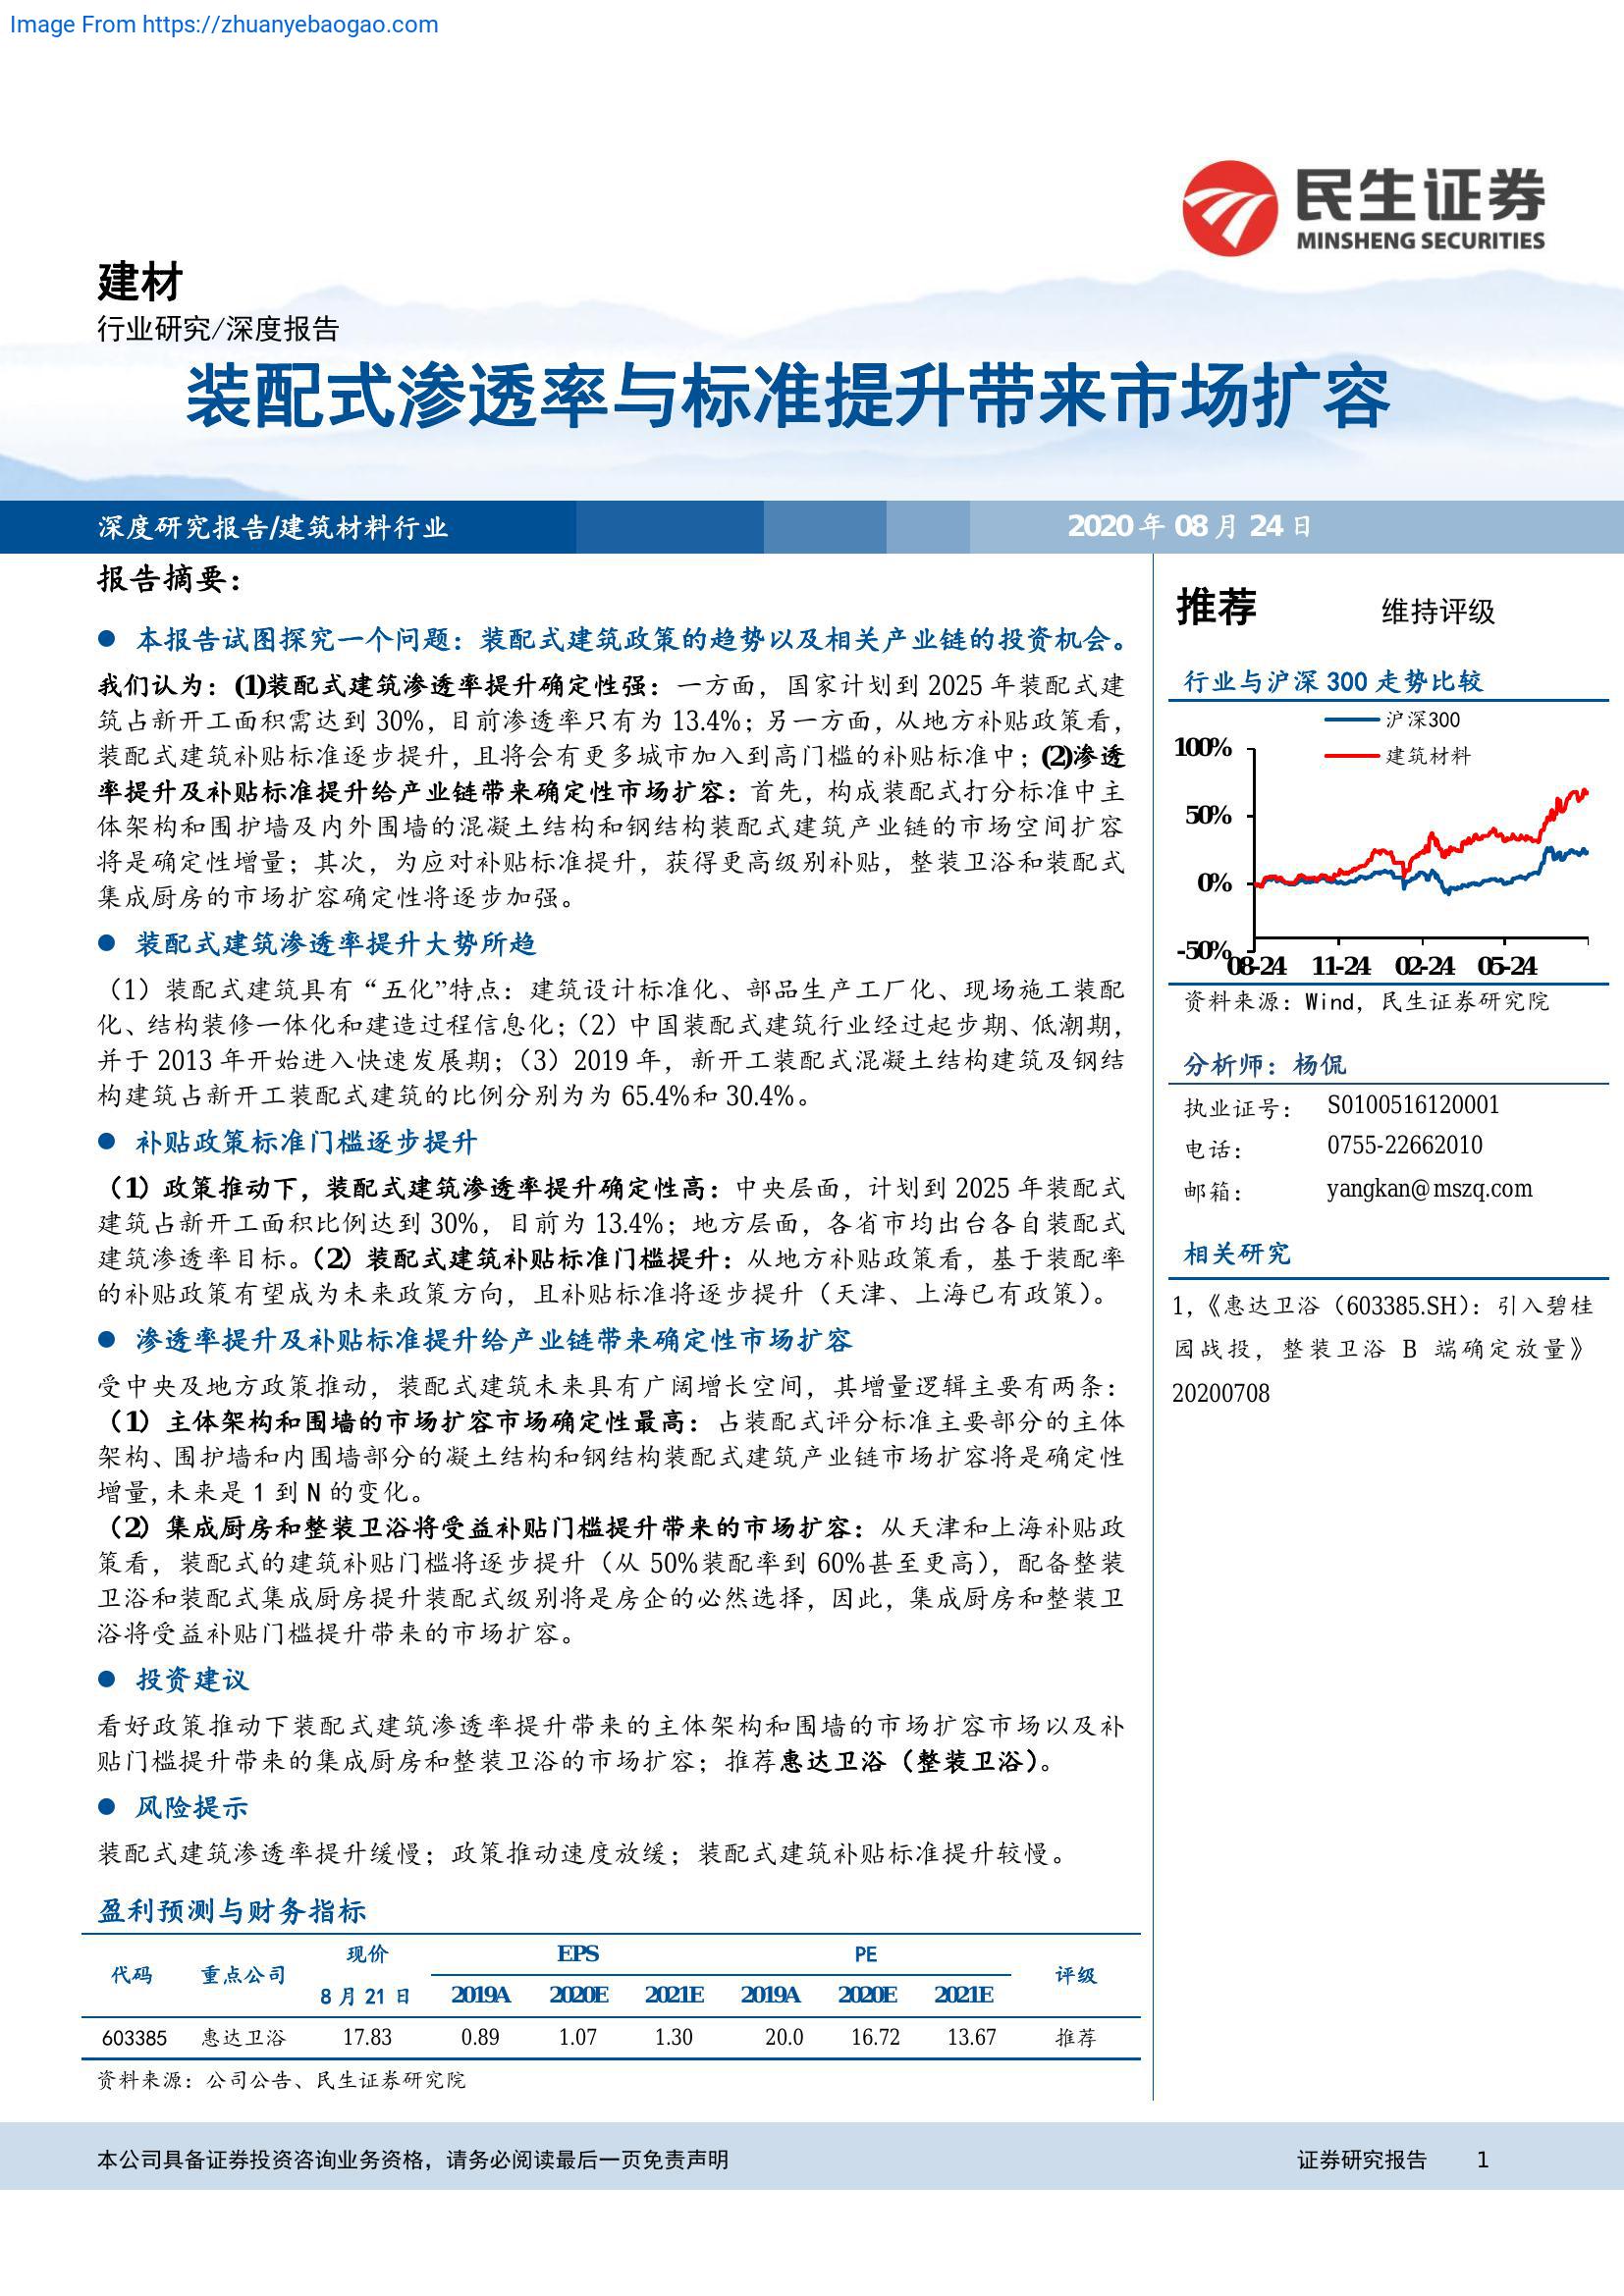 Image From https://zhuanyebaogao.com
民生证券
MINSHENG SECURITIES
建材
行业研究/深度报告
装配式渗透率与标准提升带来市场扩容
深度研究报告/建筑材料行业
2020 年 08 月 24 日
报告摘要：
● 本报告试图探究一个问题：装配式建筑政策的趋势以及相关产业链的投资机会。
我们认为：(1)装配式建筑渗透率提升确定性强：一方面，国家计划到 2025 年装配式建
筑占新开工面积需达到 30%，目前渗透率只有为 13.4%；另一方面，从地方补贴政策看，
装配式建筑补贴标准逐步提升，且将会有更多城市加入到高门槛的补贴标准中；(2)渗透
率提升及补贴标准提升给产业链带来确定性市场扩容：首先，构成装配式打分标准中主
体架构和围护墙及内外围墙的混凝土结构和钢结构装配式建筑产业链的市场空间扩容
将是确定性增量；其次，为应对补贴标准提升，获得更高级别补贴，整装卫浴和装配式
集成厨房的市场扩容确定性将逐步加强。
● 装配式建筑渗透率提升大势所趋
（1）装配式建筑具有“五化”特点：建筑设计标准化、部品生产工厂化、现场施工装配
化、结构装修一体化和建造过程信息化；（2）中国装配式建筑行业经过起步期、低潮期，
并于 2013 年开始进入快速发展期；（3）2019 年，新开工装配式混凝土结构建筑及钢结
构建筑占新开工装配式建筑的比例分别为为 65.4%和 30.4%。
● 补贴政策标准门槛逐步提升
（1）政策推动下，装配式建筑渗透率提升确定性高：中央层面，计划到 2025 年装配式
建筑占新开工面积比例达到 30%，目前为 13.4%；地方层面，各省市均出台各自装配式
建筑渗透率目标。（2）装配式建筑补贴标准门槛提升：从地方补贴政策看，基于装配率
的补贴政策有望成为未来政策方向，且补贴标准将逐步提升（天津、上海已有政策）。
● 渗透率提升及补贴标准提升给产业链带来确定性市场扩容
受中央及地方政策推动，装配式建筑未来具有广阔增长空间，其增量逻辑主要有两条：
（1）主体架构和围墙的市场扩容市场确定性最高：占装配式评分标准主要部分的主体
架构、围护墙和内围墙部分的凝土结构和钢结构装配式建筑产业链市场扩容将是确定性
增量,未来是 1 到 N 的变化。
（2）集成厨房和整装卫浴将受益补贴门槛提升带来的市场扩容：从天津和上海补贴政
策看，装配式的建筑补贴门槛将逐步提升（从 50%装配率到 60%甚至更高），配备整装
卫浴和装配式集成厨房提升装配式级别将是房企的必然选择，因此，集成厨房和整装卫
浴将受益补贴门槛提升带来的市场扩容。
● 投资建议
看好政策推动下装配式建筑渗透率提升带来的主体架构和围墙的市场扩容市场以及补
贴门槛提升带来的集成厨房和整装卫浴的市场扩容；推荐惠达卫浴（整装卫浴）。
● 风险提示
装配式建筑渗透率提升缓慢；政策推动速度放缓；装配式建筑补贴标准提升较慢。
盈利预测与财务指标
代码 重点公司 现价 EPS PE 评级
8 月 21 日 2019A 2020E 2021E 2019A 2020E 2021E
603385 惠达卫浴 17.83 0.89 1.07 1.30 20.0 16.72 13.67 推荐
资料来源：公司公告、民生证券研究院
推荐 维持评级
行业与沪深 300 走势比较
沪深300
建筑材料
100%
50%
0%
-50%
08-24 11-24 02-24 05-24
资料来源：Wind，民生证券研究院
分析师：杨侃
执业证号： S0100516120001
电话： 0755-22662010
邮箱： yangkan@mszq.com
相关研究
1,《惠达卫浴（603385.SH）：引入碧桂
园战投，整装卫浴 B 端确定放量》
20200708
本公司具备证券投资咨询业务资格，请务必阅读最后一页免责声明
证券研究报告 1